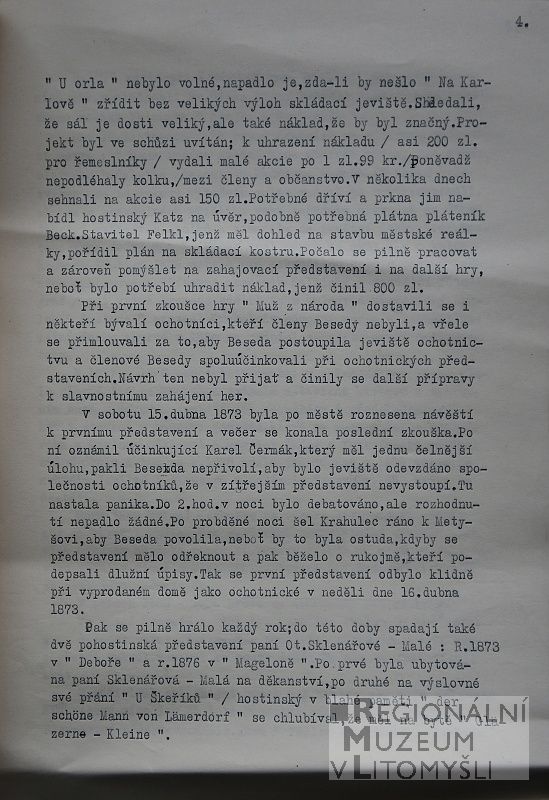 4.
" U orla " nebylo volné,napadlo je,zda-li by nešlo " Na Kar-
lově " zřídit bez velikých výloh skládací jeviště.Shledali,
že sál je dosti veliký,ale také náklad,že by byl značný.Pro-
jekt byl ve schůzi uvítán; k uhrazení nákladu / asi 200 zl.
pro řemeslníky / vydali malé akcie po 1 zl.99 kr./Poněvadž
nepodléhaly kolku,/mezi členy a občanstvo.V několika dnech
sehnali na akcie asi 150 zl.Potřebné dříví a prkna jim na-
bídl hostinský Katz na úvěr,podobně potřebná plátna pláteník
Beck.Stavitel Felkl,jenž měl dohled na stavbu městské reál-
ky,pořídil plán na skládací kostru.Počalo se pilně pracovat
a zároveň pomýšlet na zahajovací představení i na další hry,
neboť bylo potřebí uhradit náklad,jenž činil 800 zl.
Při první zkoušce hry " Muž z národa " dostavili se i
někteří bývalí ochotníci,kteří členy Besedy nebyli,a vřele
se přimlouvali za to,aby Beseda postoupila jeviště ochotnic-
tvu a členové Besedy spoluúčinkovali při ochotnických před-
staveních.Návrh ten nebyl přijat a činily se další přípravy
k slavnostnímu zahájení her.
V sobotu 15.dubna 1873 byla po městě roznesena návěští
k prvnímu představení a večer se konala poslední zkouška.Po
ní oznámil účinkující Karel Čermák,který měl jednu čelnější
úlohu,pakli Beseda nepřivolí,aby bylo jeviště odevzdáno spo-
lečnosti ochotníků,že v zítřejším představení nevystoupí.Tu
nastala panika.Do 2.hod.v noci bylo debatováno,ale rozhodnu-
tí nepadlo žádné.Po probděné noci šel Krahulec ráno k Mety-
šovi,aby Beseda povolila,neboť by to byla ostuda,kdyby se
představení mělo odřeknout a pak běželo o rukojmě,kteří po-
depsali dlužní úpisy.Tak se první představení odbylo klidně
při vyprodaném domě jako ochotnické v neděli dne 16.dubna
1873.
Pak se pilně hrálo každý rok;do této doby spadají také
dvě pohostinská představení paní Ot.Sklenářové - Malé : R.1873
v " Deboře " a r.1876 v " Mageloně ".Po prvé byla ubytová-
na paní Sklenářová - Malá na děkanství,po druhé na výslovné
své přání " U Škeříků " / hostinský v blahé paměti " der
schöne Mann von Lämerdorf " se chlubíval,že měl na bytě " Gla
zerne - Kleine ".
REGIONÁLNÍ
MUZEUM
V LITOMYŠLI